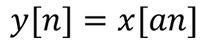 y[n] = x[an]